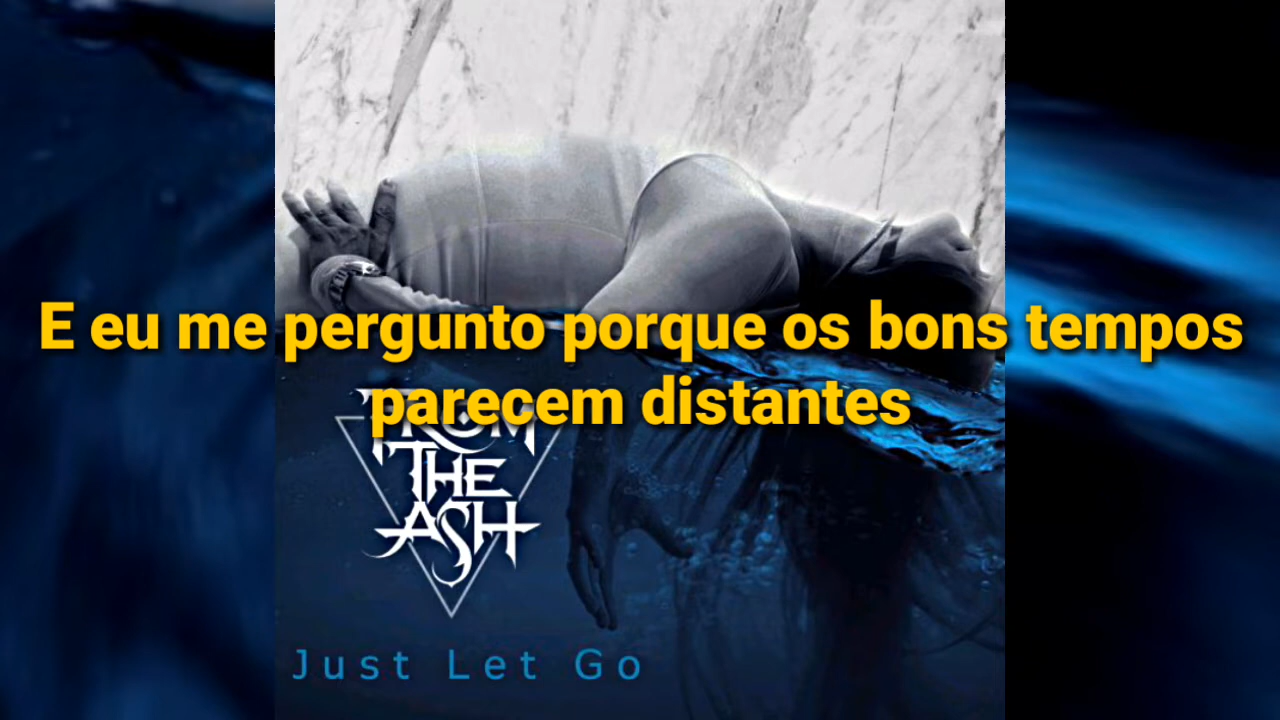 E eu me pergunto porque os bons tempos
parecem distantes
FROM
THE
ASH
Just Let Go